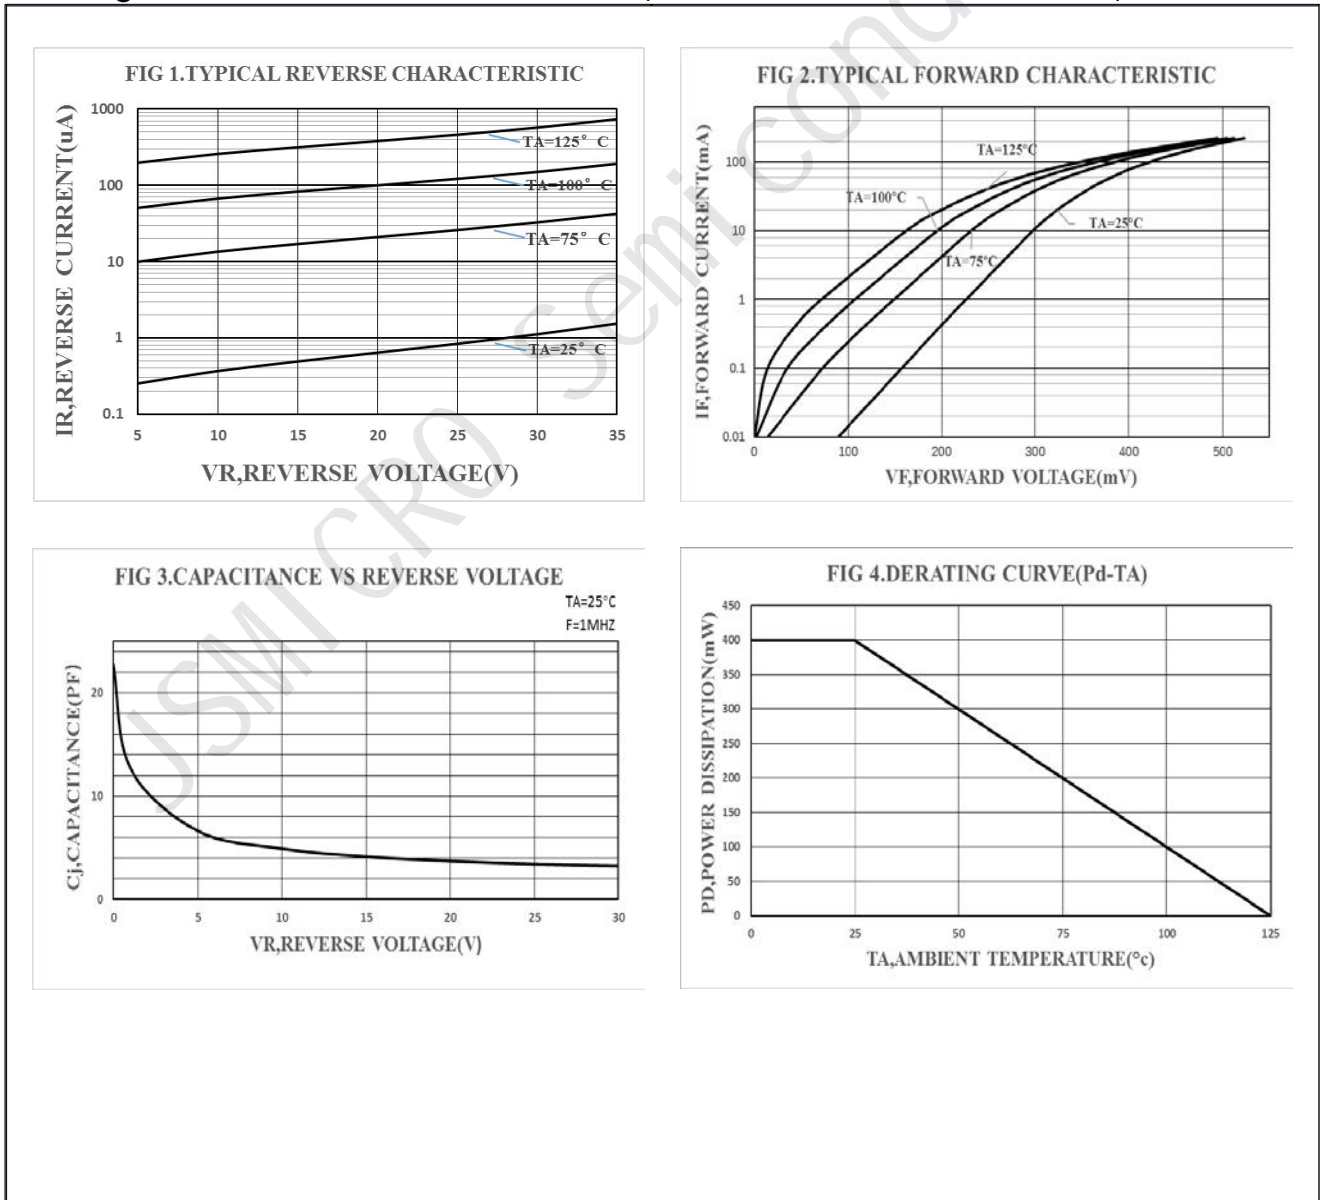 FIG 1.TYPICAL REVERSE CHARACTERISTIC
IR,REVERSE CURRENT(uA)
1000
100
10
1
0.1
TA=125° C
TA=100° C
TA=75° C
TA=25° C
5 10 15 20 25 30 35
VR,REVERSE VOLTAGE(V)
FIG 2.TYPICAL FORWARD CHARACTERISTIC
IF,FORWARD CURRENT(mA)
100
10
1
0.1
0.01
TA=125°C
TA=100°C
TA=25°C
TA=75°C
0 100 200 300 400 500
VF,FORWARD VOLTAGE(mV)
FIG 3.CAPACITANCE VS REVERSE VOLTAGE
TA=25°C
F=1MHZ
Cj,CAPACITANCE(PF)
20
10
0
0 5 10 15 20 25 30
VR,REVERSE VOLTAGE(V)
FIG 4.DERATING CURVE(Pd-TA)
PD,POWER DISSIPATION(mW)
450
400
350
300
250
200
150
100
50
0
0 25 50 75 100 125
TA,AMBIENT TEMPERATURE(°c)
JSMICRO Semicond